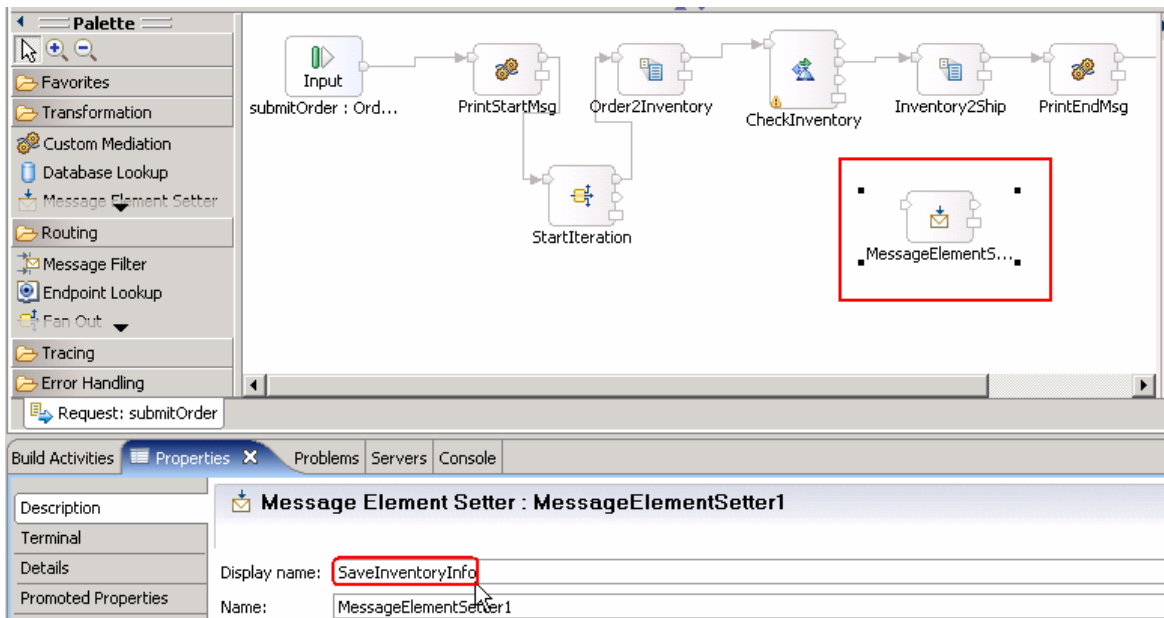 Palette
Favorites
Transformation
Custom Mediation
Database Lookup
Message Element Setter
Routing
Message Filter
Endpoint Lookup
Fan Out
Tracing
Error Handling
Input
submitOrder : Ord...
PrintStartMsg
Order2Inventory
CheckInventory
Inventory2Ship
PrintEndMsg
StartIteration
MessageElementS...
Request: submitOrder
Build Activities
Properties
Problems
Servers
Console
Description
Terminal
Details
Promoted Properties
Message Element Setter : MessageElementSetter1
Display name: SaveInventoryInfo
Name: MessageElementSetter1